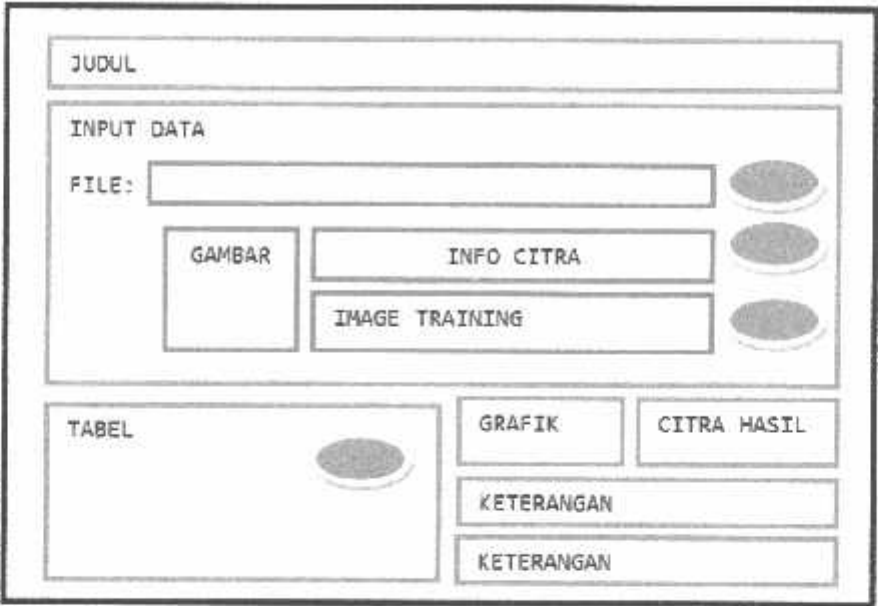 JUDUL
INPUT DATA
FILE:
GAMBAR
INFO CITRA
IMAGE TRAINING
TABEL
GRAFIK
CITRA HASIL
KETERANGAN
KETERANGAN